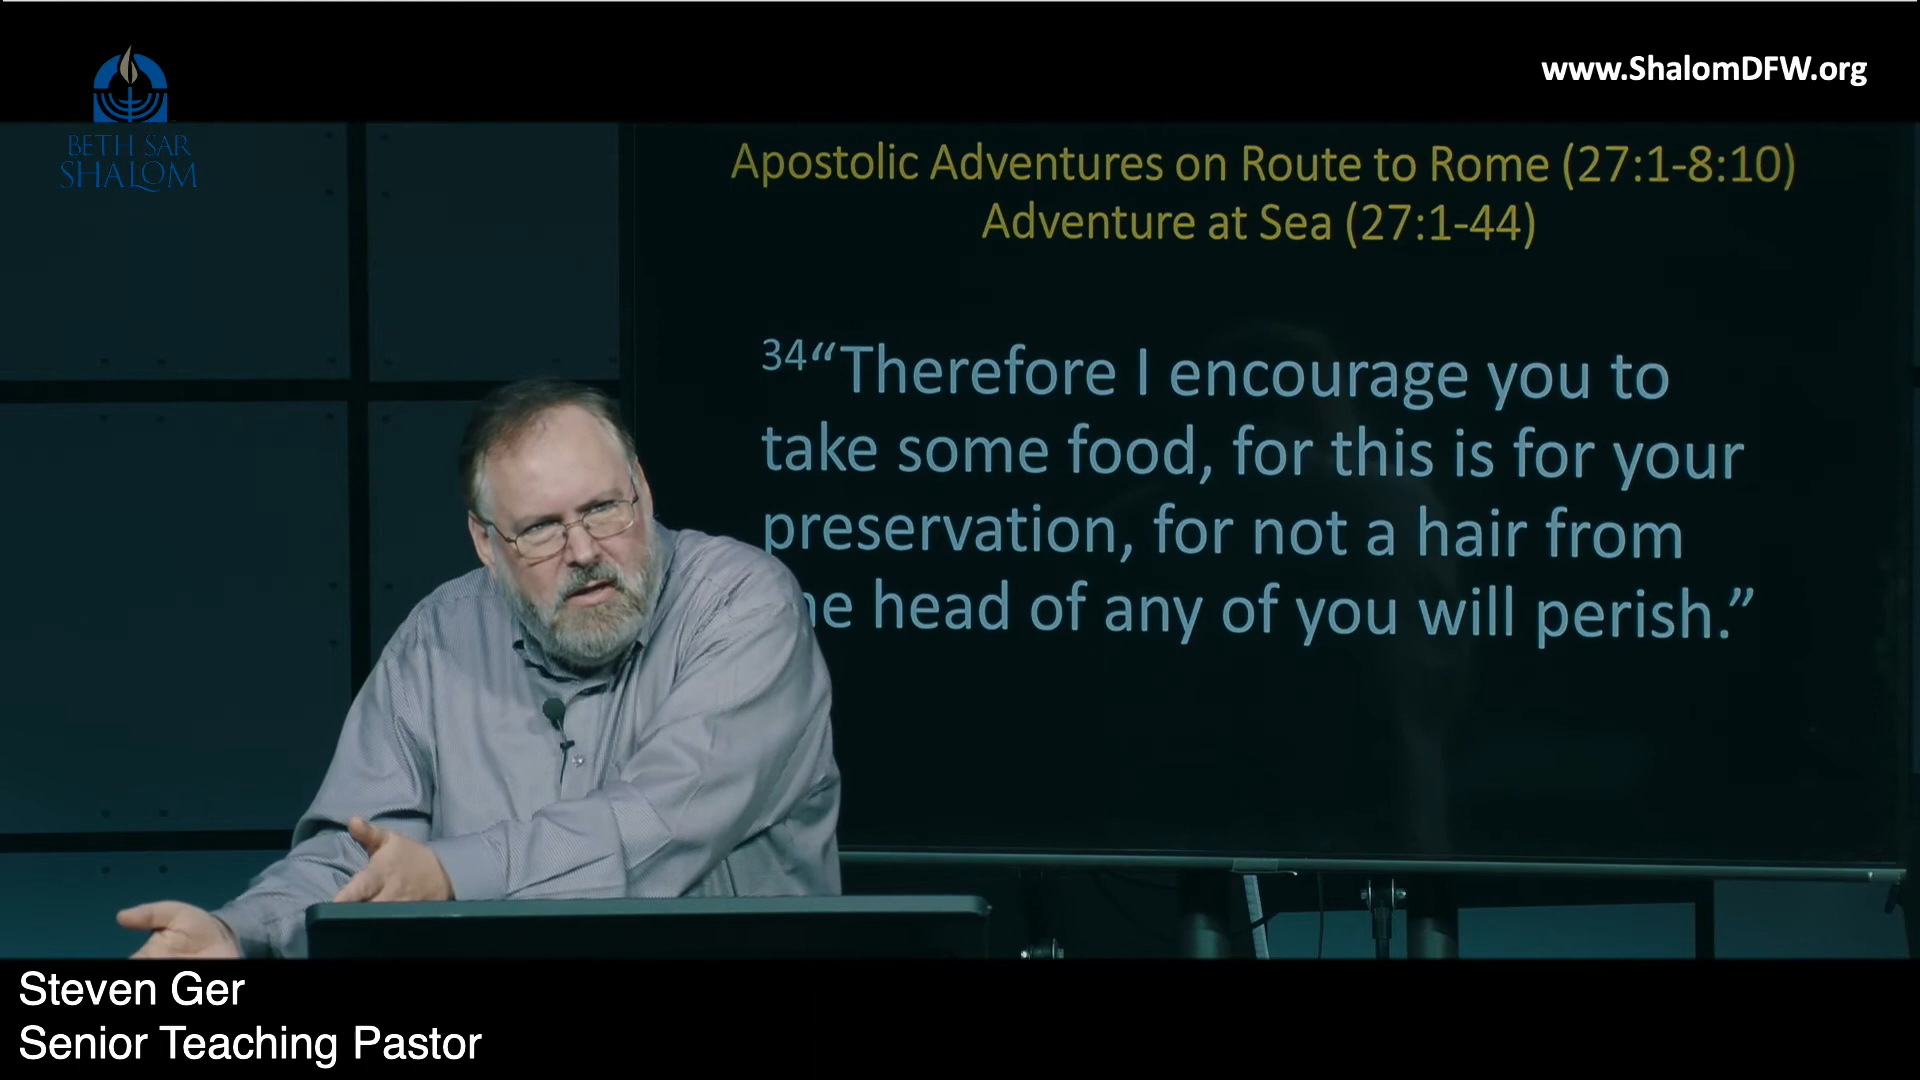 BETH SAR
SHALOM
www.ShalomDFW.org
Apostolic Adventures on Route to Rome (27:1-8:10)
Adventure at Sea (27:1-44)
34“Therefore I encourage you to
take some food, for this is for your
preservation, for not a hair from
he head of any of you will perish.”
Steven Ger
Senior Teaching Pastor